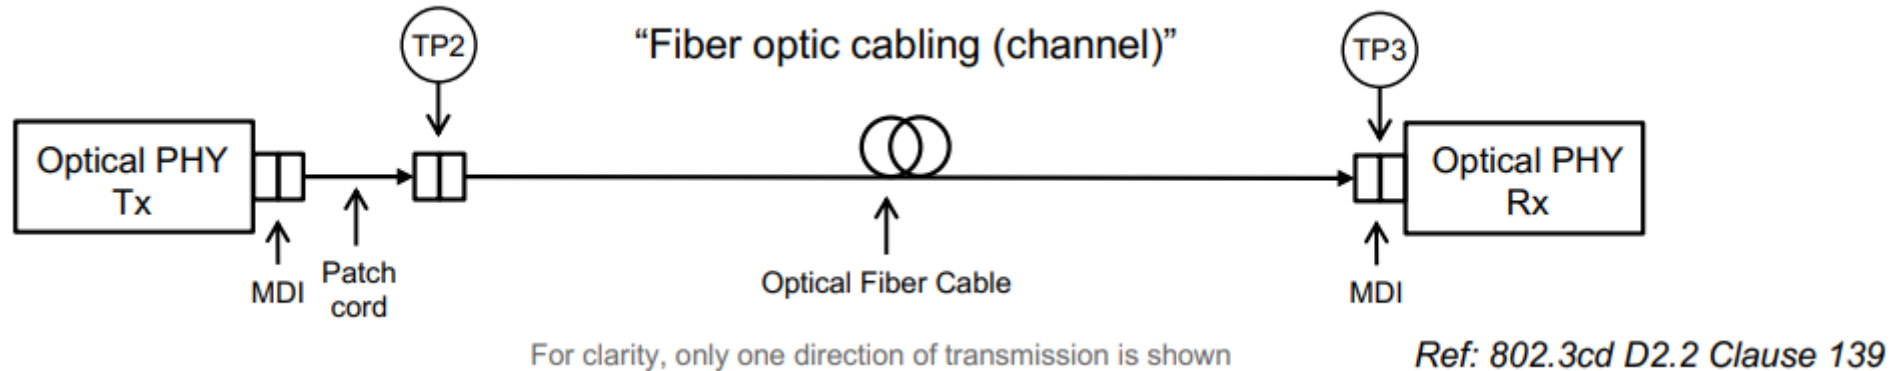 TP2
“Fiber optic cabling (channel)”
TP3
Optical PHY
Tx
Optical PHY
Rx
MDI
Patch
cord
Optical Fiber Cable
MDI
For clarity, only one direction of transmission is shown
Ref: 802.3cd D2.2 Clause 139